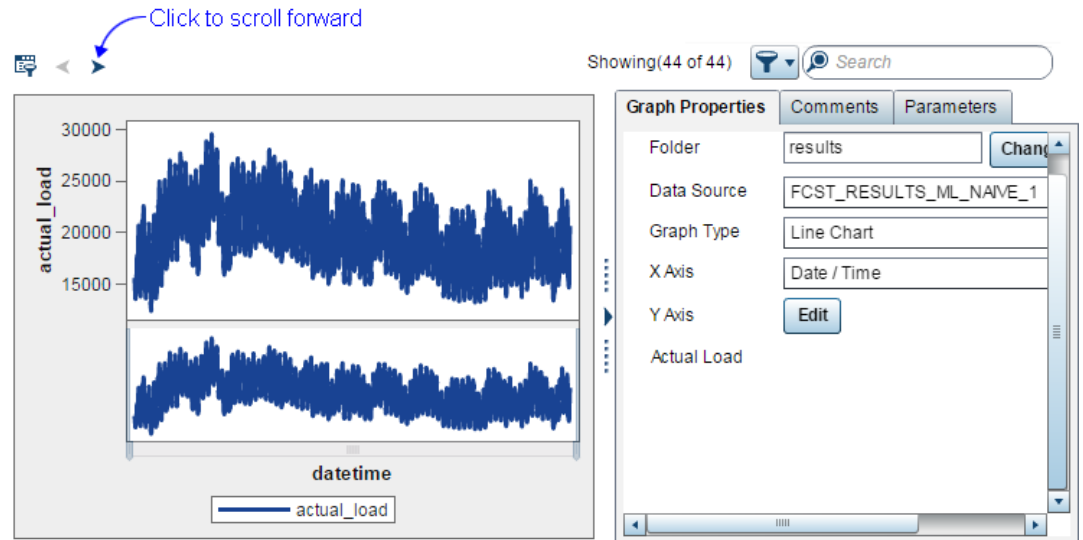 Click to scroll forward
Showing(44 of 44)
Search
30000
25000
20000
15000
actual_load
datetime
actual_load
Graph Properties
Comments
Parameters
Folder
results
Chang
Data Source
FCST_RESULTS_ML_NAIVE_1
Graph Type
Line Chart
X Axis
Date / Time
Y Axis
Edit
Actual Load